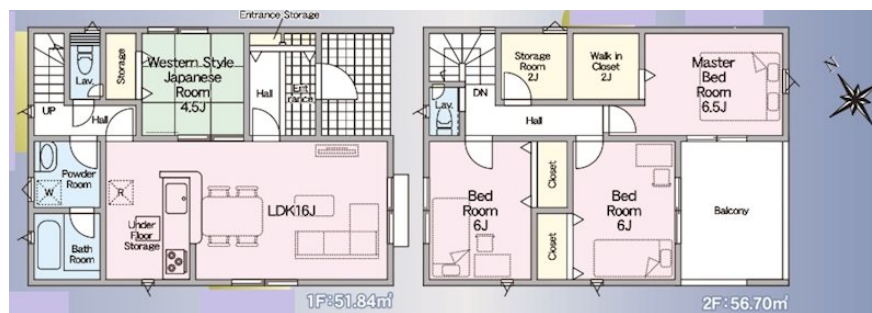 Entrance Storage
Lav.
Storage
Western Style
Japanese
Room
4.5J
Hall
Ent
rance
UP
Hall
Powder
Room
W
R
LDK16J
Under
Floor
Storage
Bath
Room
1F:51.84㎡
Storage
Room
2J
Walk in
Closet
2J
Master
Bed
Room
6.5J
DN
Lav.
Hall
Bed
Room
6J
Closet
Closet
Bed
Room
6J
Balcony
2F:56.70㎡
N